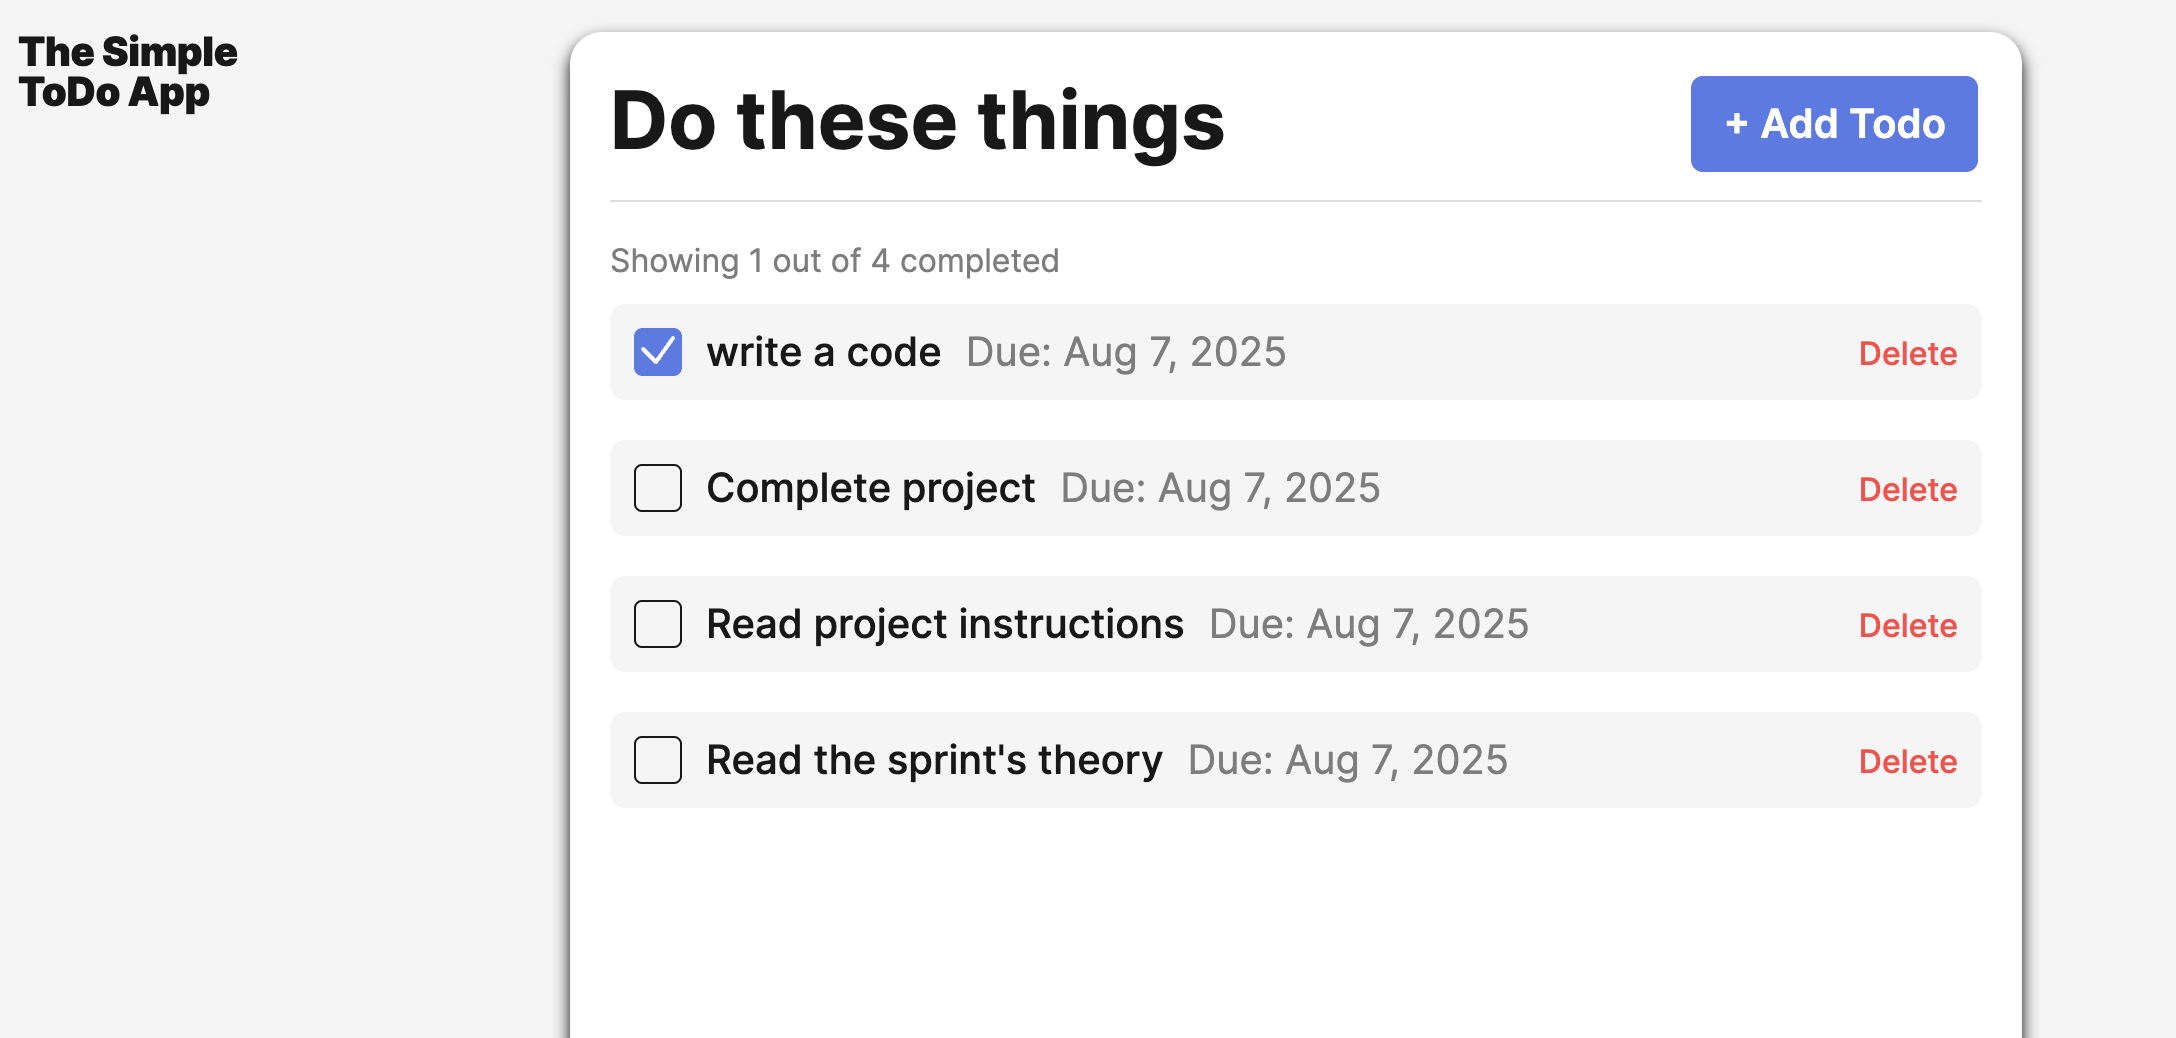 The Simple
ToDo App
Do these things
+ Add Todo
Showing 1 out of 4 completed
write a code Due: Aug 7, 2025 Delete
Complete project Due: Aug 7, 2025 Delete
Read project instructions Due: Aug 7, 2025 Delete
Read the sprint's theory Due: Aug 7, 2025 Delete